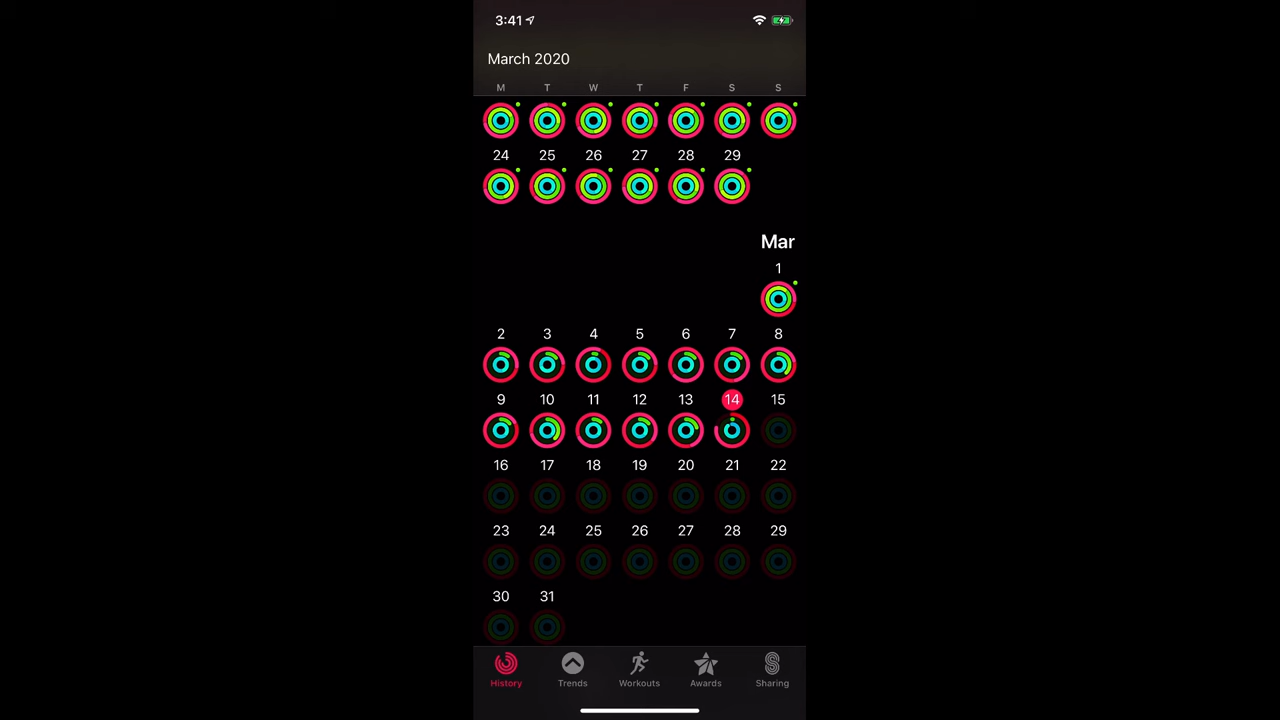 3:41
March 2020
M T W T F S S
24 25 26 27 28 29
Mar
1
2 3 4 5 6 7 8
9 10 11 12 13 14 15
16 17 18 19 20 21 22
23 24 25 26 27 28 29
30 31
History Trends Workouts Awards Sharing